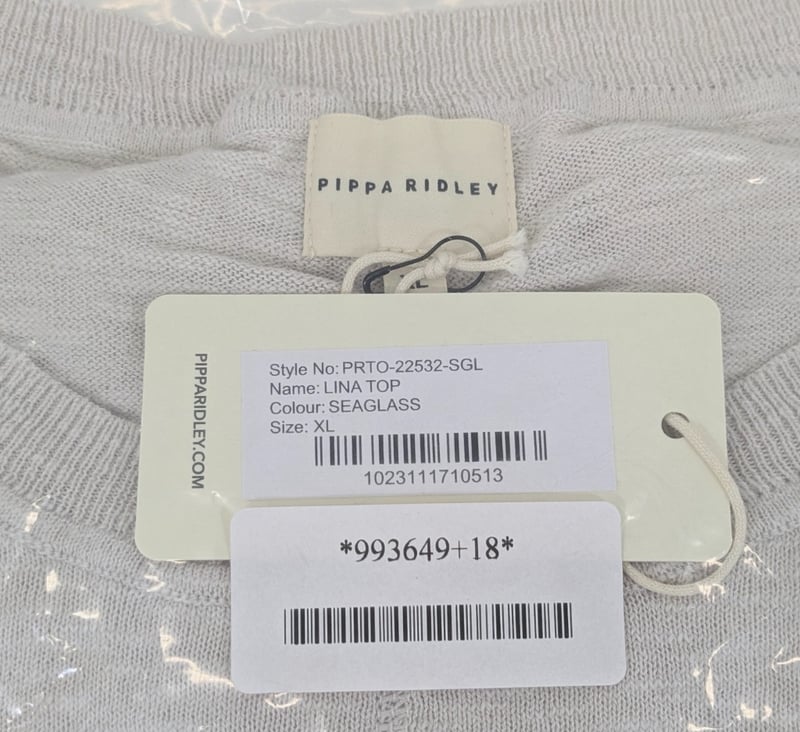 PIPPA RIDLEY
XL
PIPPARIDLEY.COM
Style No: PRTO-22532-SGL
Name: LINA TOP
Colour: SEAGLASS
Size: XL
1023111710513
*993649+18*